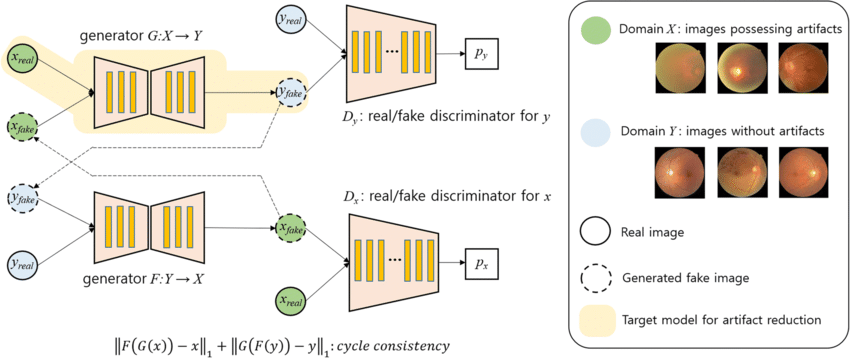 generator G:X → Y
x_real
x_fake
y_fake
y_real
p_y
D_y: real/fake discriminator for y
y_fake
y_real
generator F:Y → X
x_fake
x_real
D_x: real/fake discriminator for x
p_x
‖F(G(x)) − x‖₁ + ‖G(F(y)) − y‖₁: cycle consistency
Domain X: images possessing artifacts
Domain Y: images without artifacts
Real image
Generated fake image
Target model for artifact reduction